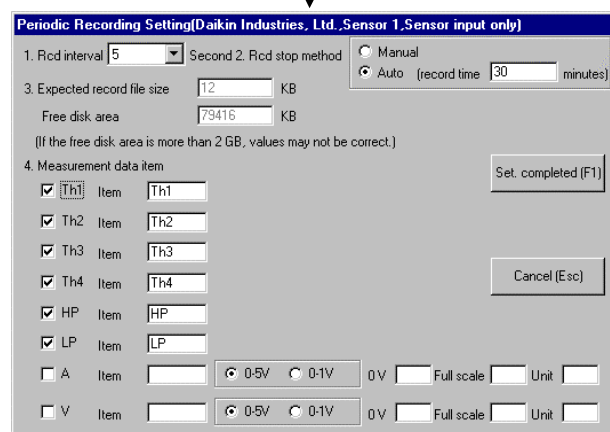 Periodic Recording Setting(Daikin Industries, Ltd.,Sensor 1,Sensor input only)
1. Rcd interval 5 Second 2. Rcd stop method Manual
Auto (record time 30 minutes)
3. Expected record file size 12 KB
Free disk area 79416 KB
(If the free disk area is more than 2 GB, values may not be correct.)
4. Measurement data item
Set. completed (F1)
Th1 Item Th1
Th2 Item Th2
Th3 Item Th3
Th4 Item Th4
Cancel (Esc)
HP Item HP
LP Item LP
A Item 0-5V 0-1V 0 V Full scale Unit
V Item 0-5V 0-1V 0 V Full scale Unit